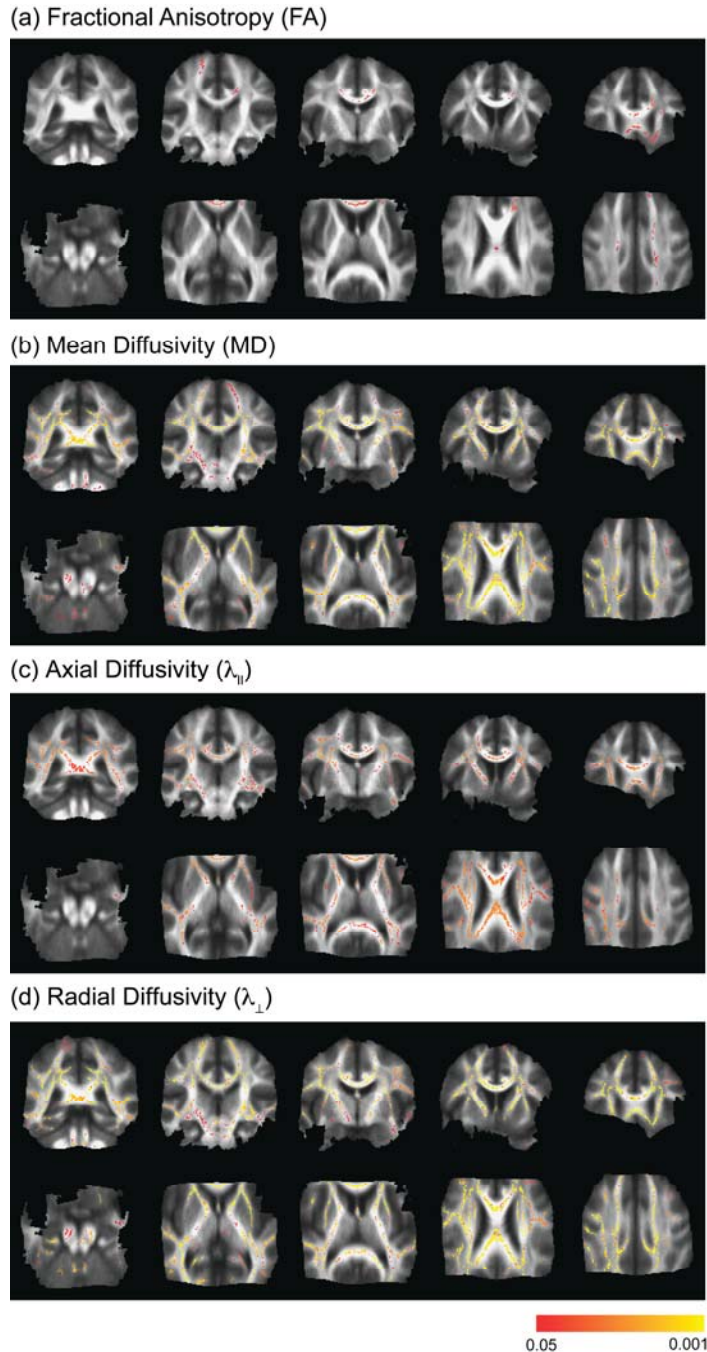 (a) Fractional Anisotropy (FA)
(b) Mean Diffusivity (MD)
(c) Axial Diffusivity (λ||)
(d) Radial Diffusivity (λ⊥)
0.05 0.001